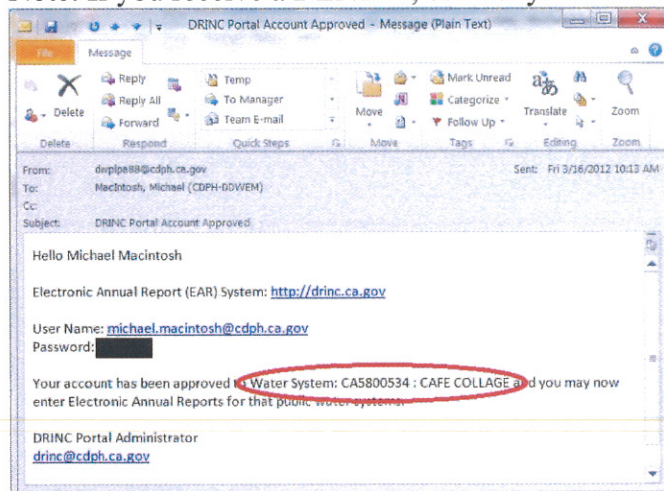 DRINC Portal Account Approved - Message (Plain Text)
File Message
Delete
Reply
Reply All
Forward
Temp
To Manager
Team E-mail
Move
Mark Unread
Categorize
Follow Up
Translate
Zoom
Delete Respond Quick Steps Move Tags Editing Zoom
From: dwpipa88@cdph.ca.gov Sent: Fri 3/16/2012 10:13 AM
To: MacIntosh, Michael (CDPH-DDWEM)
Cc:
Subject: DRINC Portal Account Approved
Hello Michael Macintosh
Electronic Annual Report (EAR) System: http://drinc.ca.gov
User Name: michael.macintosh@cdph.ca.gov
Password:
Your account has been approved to Water System: CA5800534 : CAFE COLLAGE and you may now
enter Electronic Annual Reports for that public water systems.
DRINC Portal Administrator
drinc@cdph.ca.gov